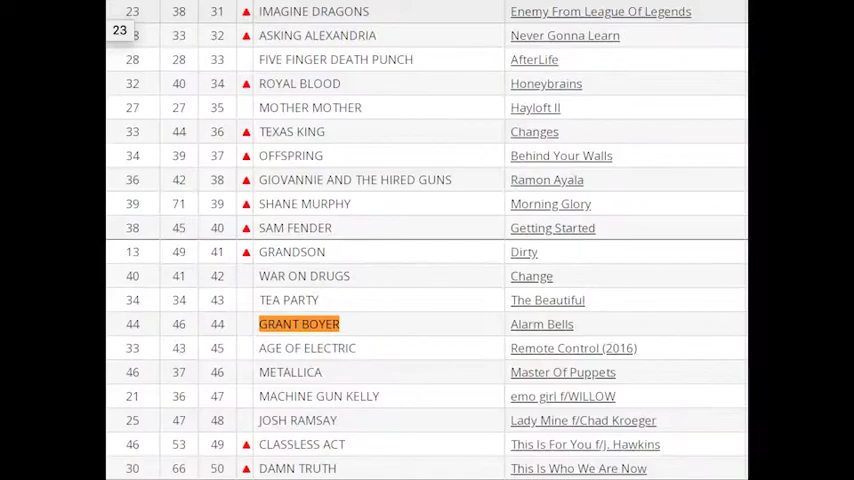 23 38 31 ▲ IMAGINE DRAGONS Enemy From League Of Legends
23
8 33 32 ▲ ASKING ALEXANDRIA Never Gonna Learn
28 28 33 FIVE FINGER DEATH PUNCH AfterLife
32 40 34 ▲ ROYAL BLOOD Honeybrains
27 27 35 MOTHER MOTHER Hayloft II
33 44 36 ▲ TEXAS KING Changes
34 39 37 ▲ OFFSPRING Behind Your Walls
36 42 38 ▲ GIOVANNIE AND THE HIRED GUNS Ramon Ayala
39 71 39 ▲ SHANE MURPHY Morning Glory
38 45 40 ▲ SAM FENDER Getting Started
13 49 41 ▲ GRANDSON Dirty
40 41 42 WAR ON DRUGS Change
34 34 43 TEA PARTY The Beautiful
44 46 44 GRANT BOYER Alarm Bells
33 43 45 AGE OF ELECTRIC Remote Control (2016)
46 37 46 METALLICA Master Of Puppets
21 36 47 MACHINE GUN KELLY emo girl f/WILLOW
25 47 48 JOSH RAMSAY Lady Mine f/Chad Kroeger
46 53 49 ▲ CLASSLESS ACT This Is For You f/J. Hawkins
30 66 50 ▲ DAMN TRUTH This Is Who We Are Now